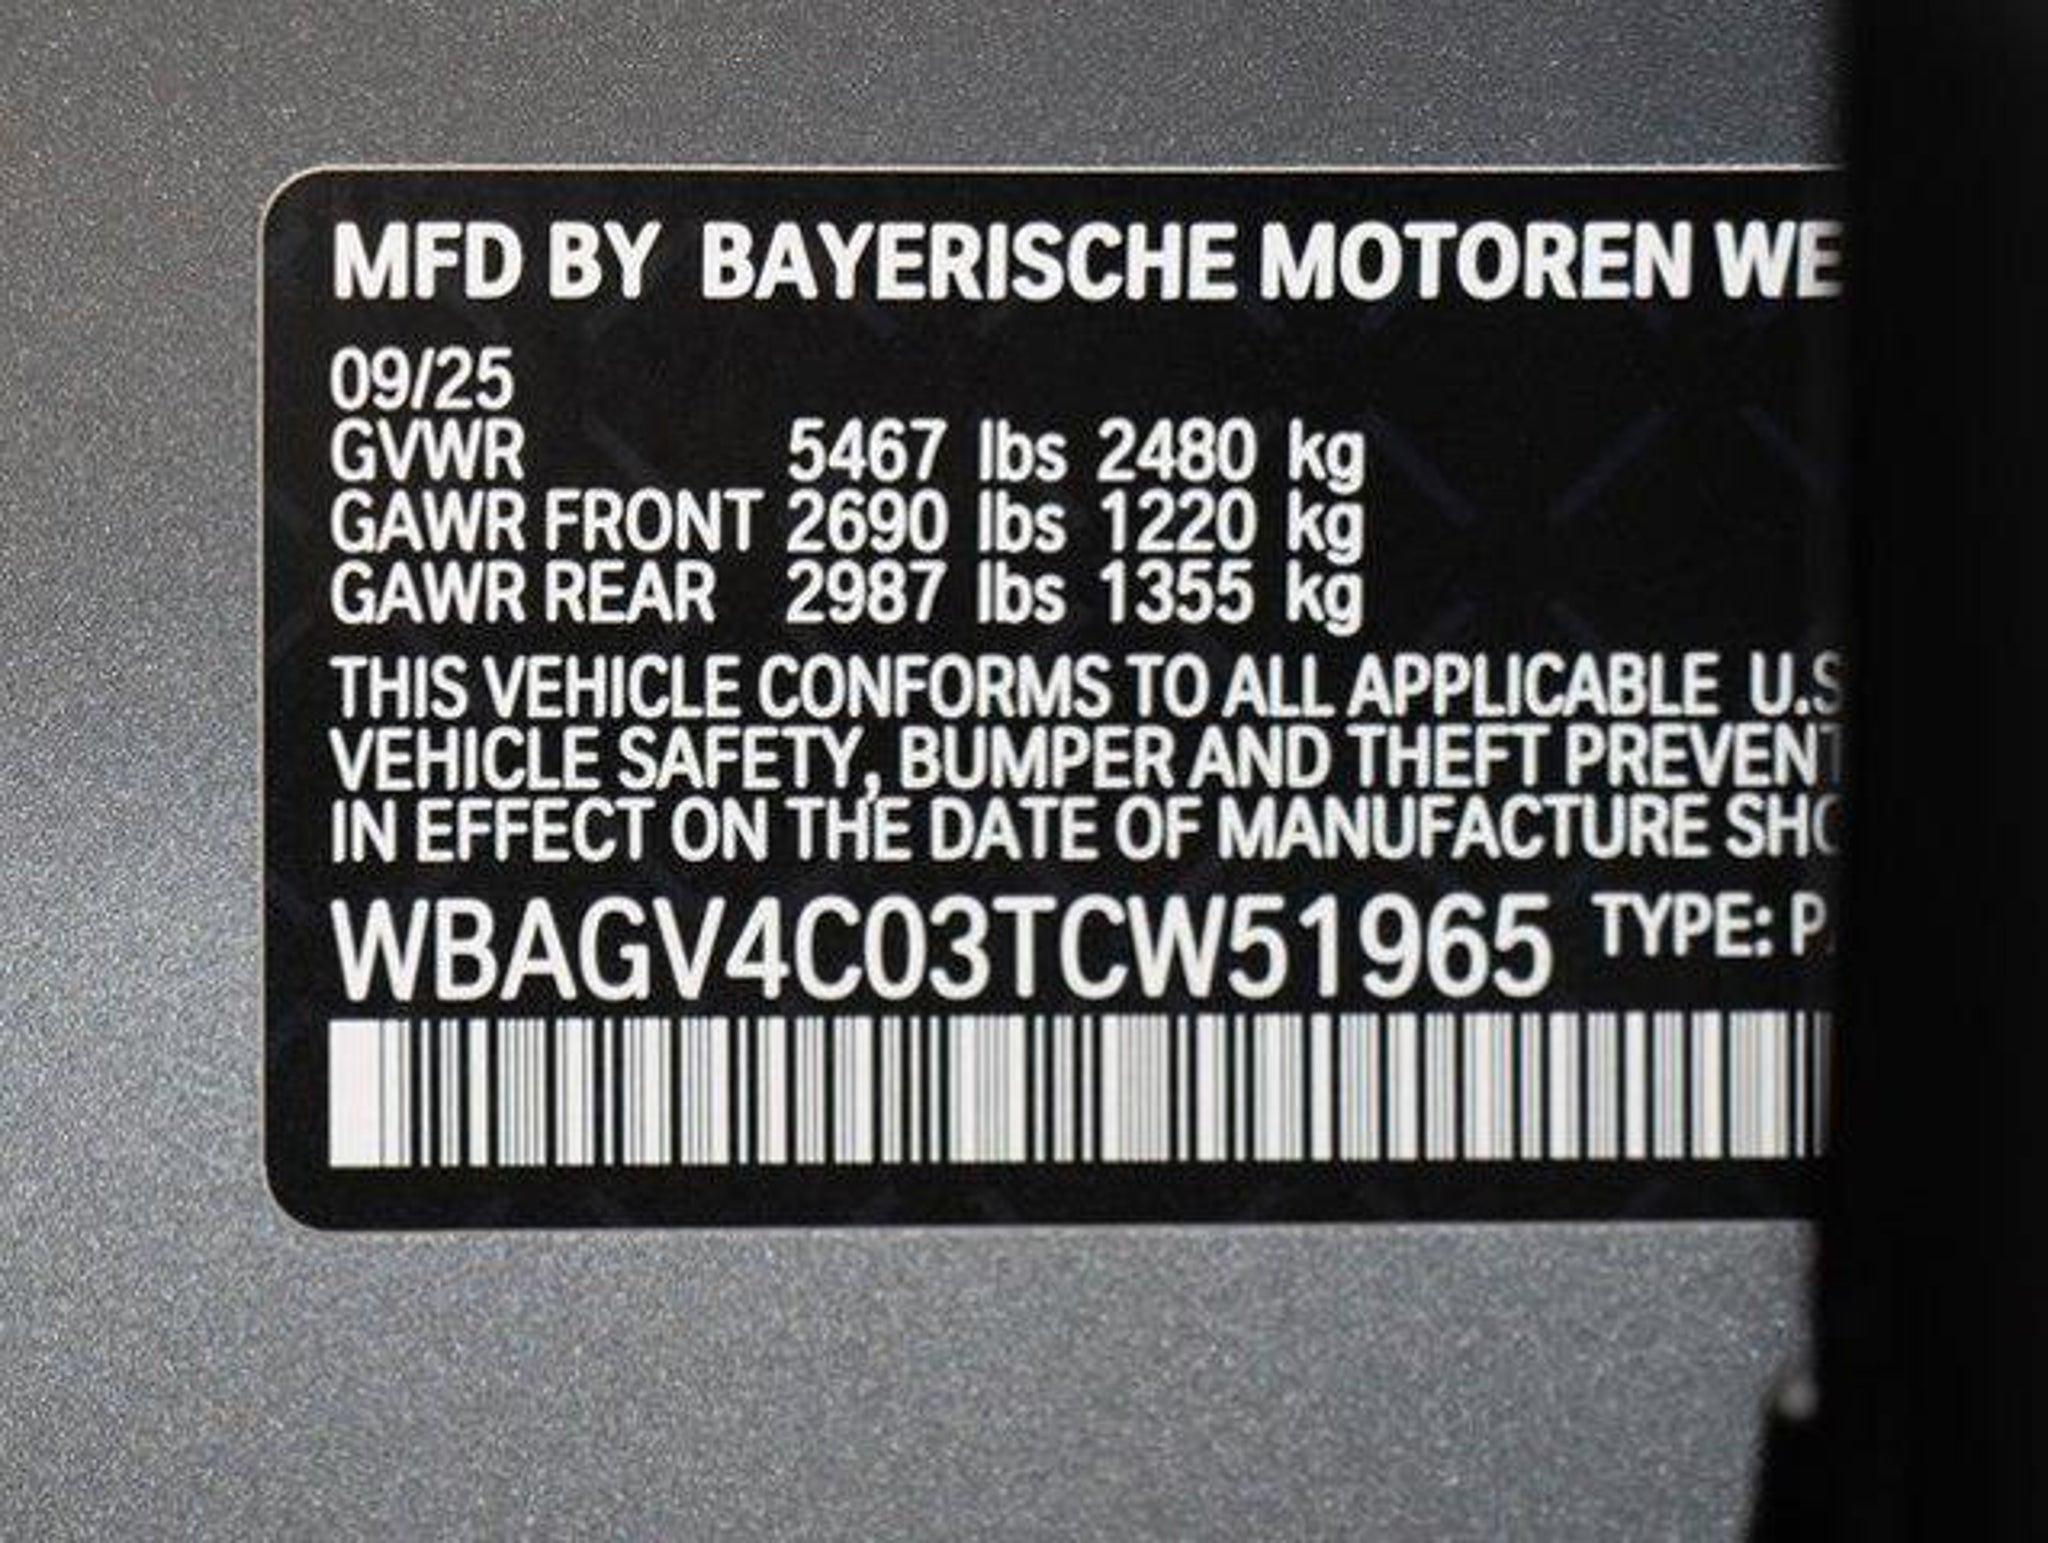 MFD BY BAYERISCHE MOTOREN WE
09/25
GVWR 5467 lbs 2480 kg
GAWR FRONT 2690 lbs 1220 kg
GAWR REAR 2987 lbs 1355 kg
THIS VEHICLE CONFORMS TO ALL APPLICABLE U.S
VEHICLE SAFETY, BUMPER AND THEFT PREVENT
IN EFFECT ON THE DATE OF MANUFACTURE SHO
WBAGV4C03TCW51965 TYPE: P